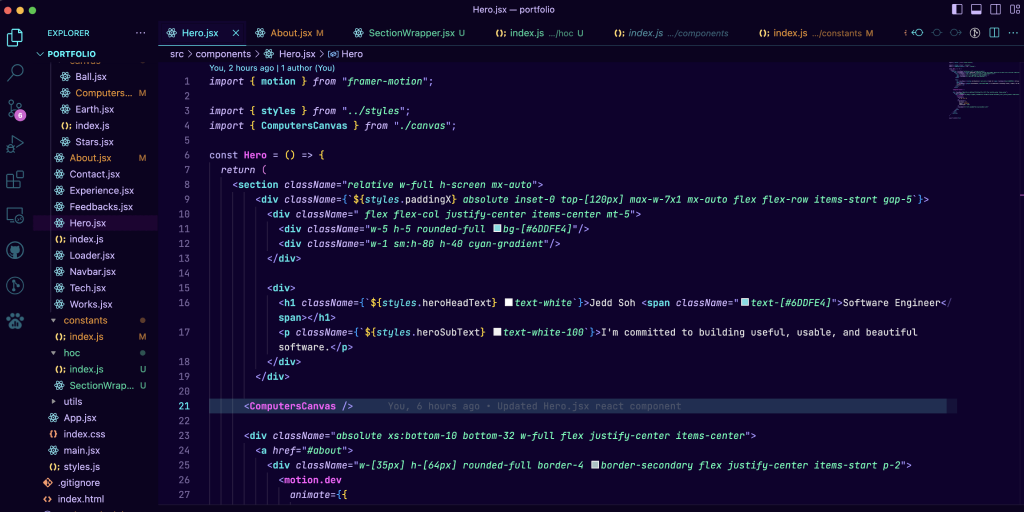 Hero.jsx — portfolio
EXPLORER
Hero.jsx
About.jsx M
SectionWrapper.jsx U
index.js .../hoc U
index.js .../components
index.js .../constants M
PORTFOLIO
src > components > Hero.jsx > Hero
Ball.jsx
Computers... M
Earth.jsx
index.js
Stars.jsx
About.jsx M
Contact.jsx
Experience.jsx
Feedbacks.jsx
Hero.jsx
index.js
Loader.jsx
Navbar.jsx
Tech.jsx
Works.jsx
constants
index.js M
hoc
index.js U
SectionWrap... U
utils
App.jsx
index.css
main.jsx
styles.js
.gitignore
index.html
6
You, 2 hours ago | 1 author (You)
1 import { motion } from "framer-motion";
2
3 import { styles } from "../styles";
4 import { ComputersCanvas } from "./canvas";
5
6 const Hero = () => {
7 return (
8 <section className="relative w-full h-screen mx-auto">
9 <div className={`${styles.paddingX} absolute inset-0 top-[120px] max-w-7x1 mx-auto flex flex-row items-start gap-5`}>
10 <div className=" flex flex-col justify-center items-center mt-5">
11 <div className="w-5 h-5 rounded-full bg-[#6DDFE4]"/>
12 <div className="w-1 sm:h-80 h-40 cyan-gradient"/>
13 </div>
14
15 <div>
16 <h1 className={`${styles.heroHeadText} text-white`}>Jedd Soh <span className="text-[#6DDFE4]">Software Engineer</
span></h1>
17 <p className={`${styles.heroSubText} text-white-100`}>I'm committed to building useful, usable, and beautiful
software.</p>
18 </div>
19 </div>
20
21 <ComputersCanvas /> You, 6 hours ago • Updated Hero.jsx react component
22
23 <div className="absolute xs:bottom-10 bottom-32 w-full flex justify-center items-center">
24 <a href="#about">
25 <div className="w-[35px] h-[64px] rounded-full border-4 border-secondary flex justify-center items-start p-2">
26 <motion.dev
27 animate={{